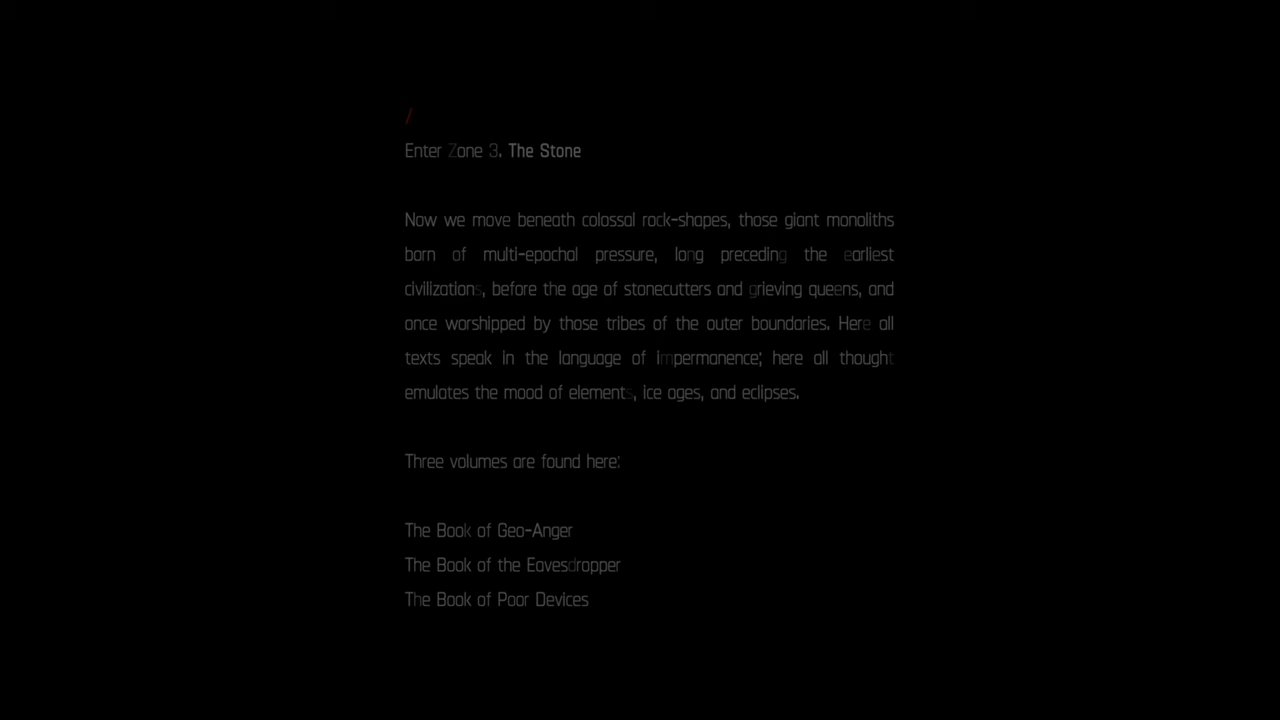 /
Enter Zone 3. The Stone
Now we move beneath colossal rock-shapes, those giant monoliths
born of multi-epochal pressure, long preceding the earliest
civilizations, before the age of stonecutters and grieving queens, and
once worshipped by those tribes of the outer boundaries. Here all
texts speak in the language of impermanence; here all thought
emulates the mood of elements, ice ages, and eclipses.
Three volumes are found here:
The Book of Geo-Anger
The Book of the Eavesdropper
The Book of Poor Devices